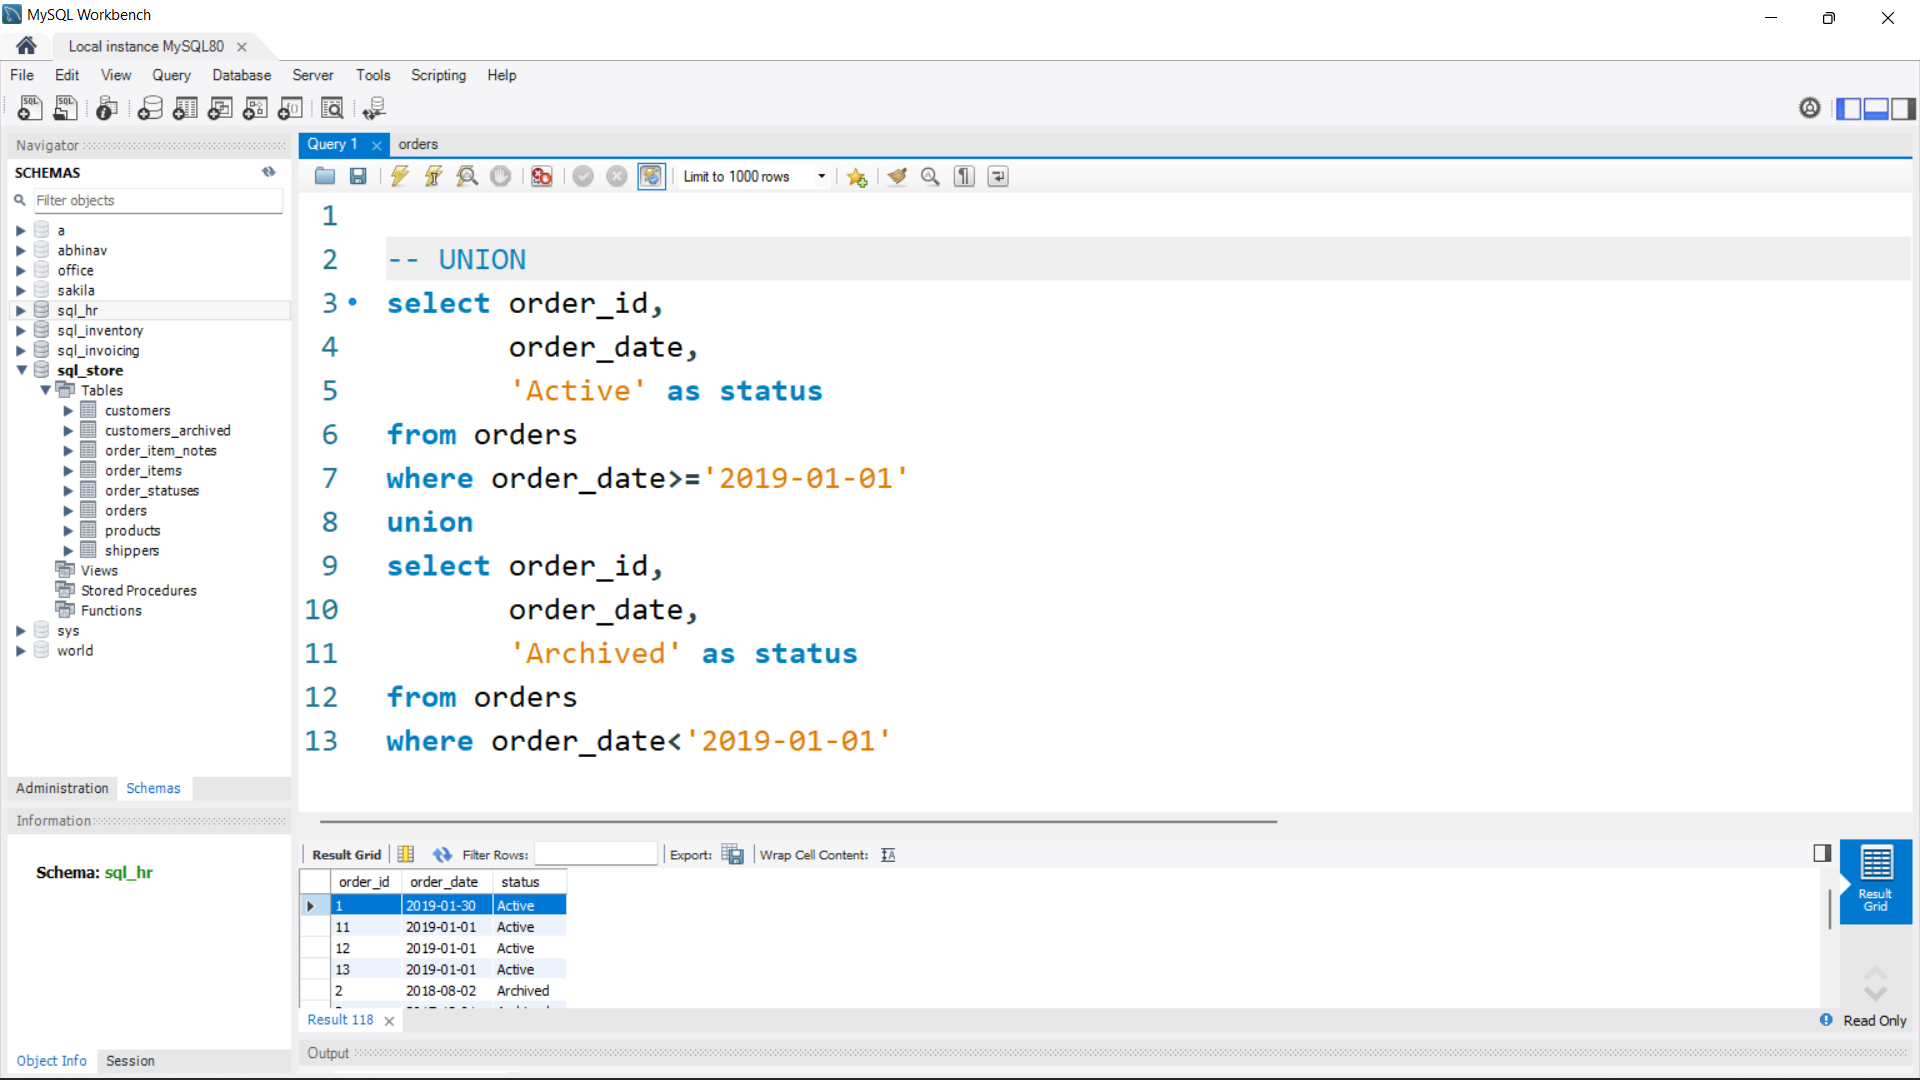 MySQL Workbench
Local instance MySQL80
File Edit View Query Database Server Tools Scripting Help
Navigator
SCHEMAS
Filter objects
a
abhinav
office
sakila
sql_hr
sql_inventory
sql_invoicing
sql_store
Tables
customers
customers_archived
order_item_notes
order_items
order_statuses
orders
products
shippers
Views
Stored Procedures
Functions
sys
world
Administration Schemas
Information
Schema: sql_hr
Object Info Session
Query 1 orders
Limit to 1000 rows
1
2 -- UNION
3 select order_id,
4 order_date,
5 'Active' as status
6 from orders
7 where order_date>='2019-01-01'
8 union
9 select order_id,
10 order_date,
11 'Archived' as status
12 from orders
13 where order_date<'2019-01-01'
Result Grid Filter Rows: Export: Wrap Cell Content:
order_id order_date status
1 2019-01-30 Active
11 2019-01-01 Active
12 2019-01-01 Active
13 2019-01-01 Active
2 2018-08-02 Archived
Result
Grid
Result 118
Read Only
Output